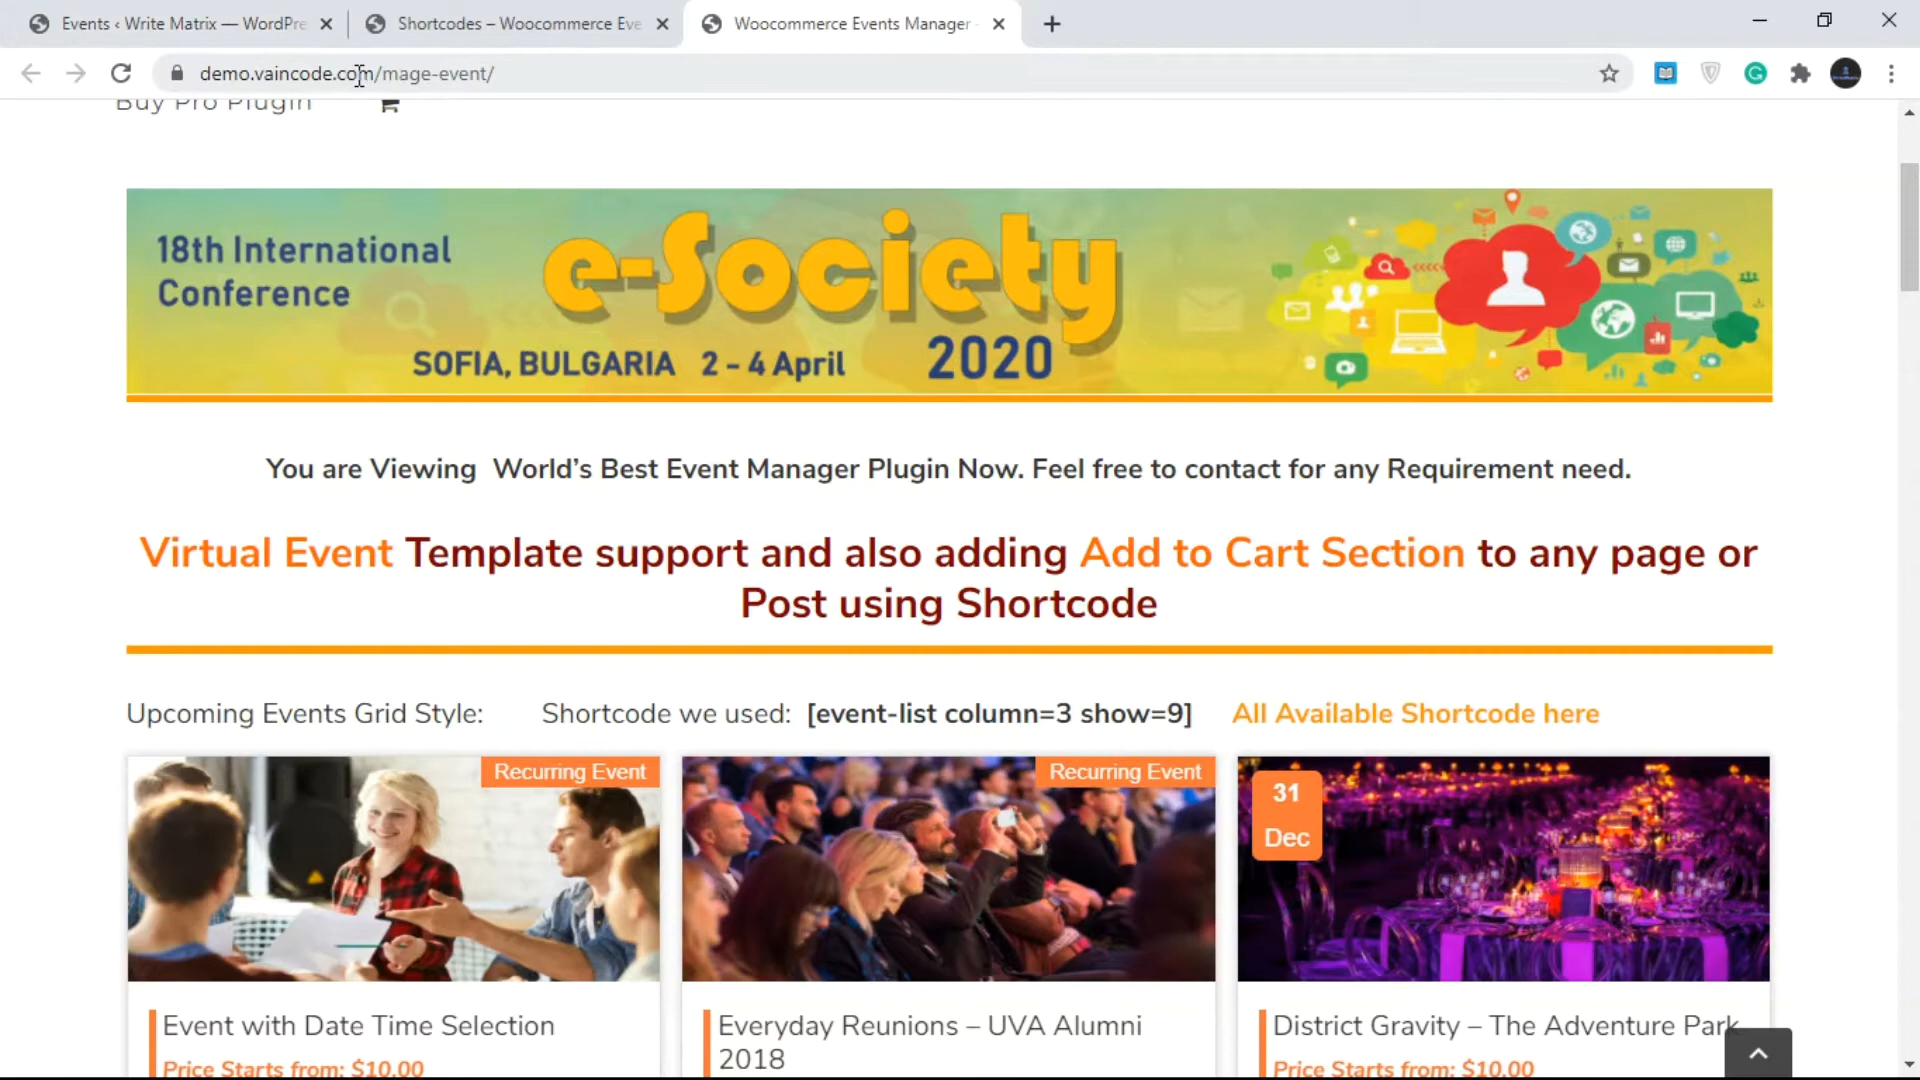 Events ‹ Write Matrix — WordPre
Shortcodes – Woocommerce Eve
Woocommerce Events Manager -
demo.vaincode.com/mage-event/
Buy Pro Plugin
18th International
Conference
e-Society
SOFIA, BULGARIA 2 - 4 April 2020
You are Viewing World's Best Event Manager Plugin Now. Feel free to contact for any Requirement need.
Virtual Event Template support and also adding Add to Cart Section to any page or
Post using Shortcode
Upcoming Events Grid Style: Shortcode we used: [event-list column=3 show=9] All Available Shortcode here
Recurring Event
Recurring Event
31
Dec
Event with Date Time Selection
Price Starts from: $10.00
Everyday Reunions – UVA Alumni
2018
District Gravity – The Adventure Park
Price Starts from: $10.00